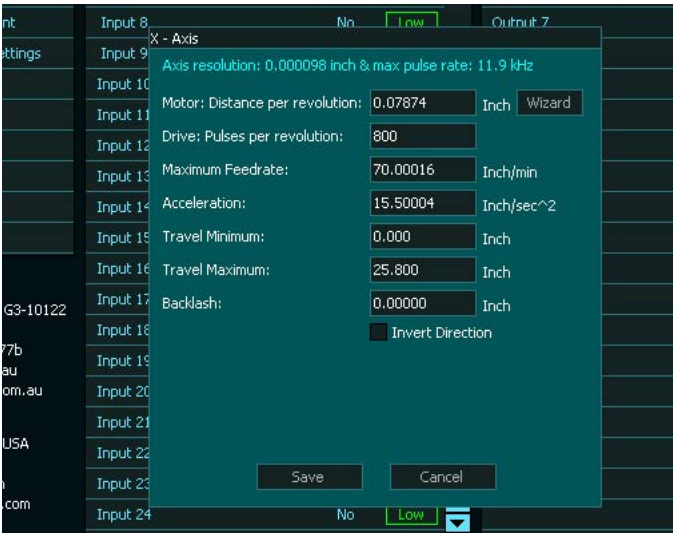 nt
ettings
G3-10122
77b
au
om.au
USA
.com
Input 8 No Low
Input 9
Input 10
Input 11
Input 12
Input 13
Input 14
Input 15
Input 16
Input 17
Input 18
Input 19
Input 20
Input 21
Input 22
Input 23
Input 24 No Low
Output 7
X - Axis
Axis resolution: 0.000098 inch & max pulse rate: 11.9 kHz
Motor: Distance per revolution: 0.07874 Inch Wizard
Drive: Pulses per revolution: 800
Maximum Feedrate: 70.00016 Inch/min
Acceleration: 15.50004 Inch/sec^2
Travel Minimum: 0.000 Inch
Travel Maximum: 25.800 Inch
Backlash: 0.00000 Inch
Invert Direction
Save Cancel